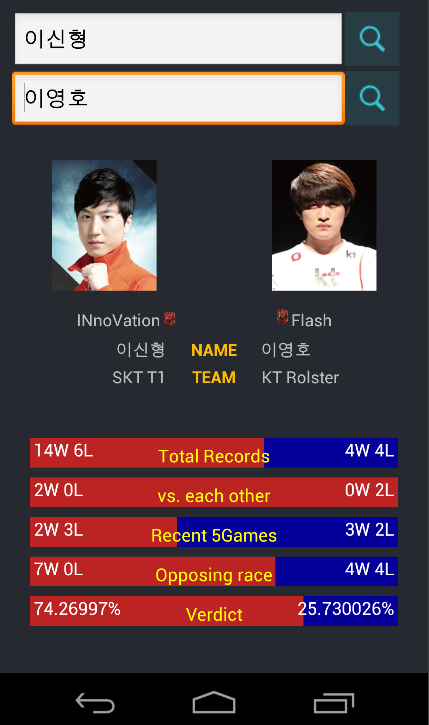 이신형
이영호
kt
INnoVation Flash
이신형 NAME 이영호
SKT T1 TEAM KT Rolster
14W 6L Total Records 4W 4L
2W 0L vs. each other 0W 2L
2W 3L Recent 5Games 3W 2L
7W 0L Opposing race 4W 4L
74.26997% Verdict 25.730026%